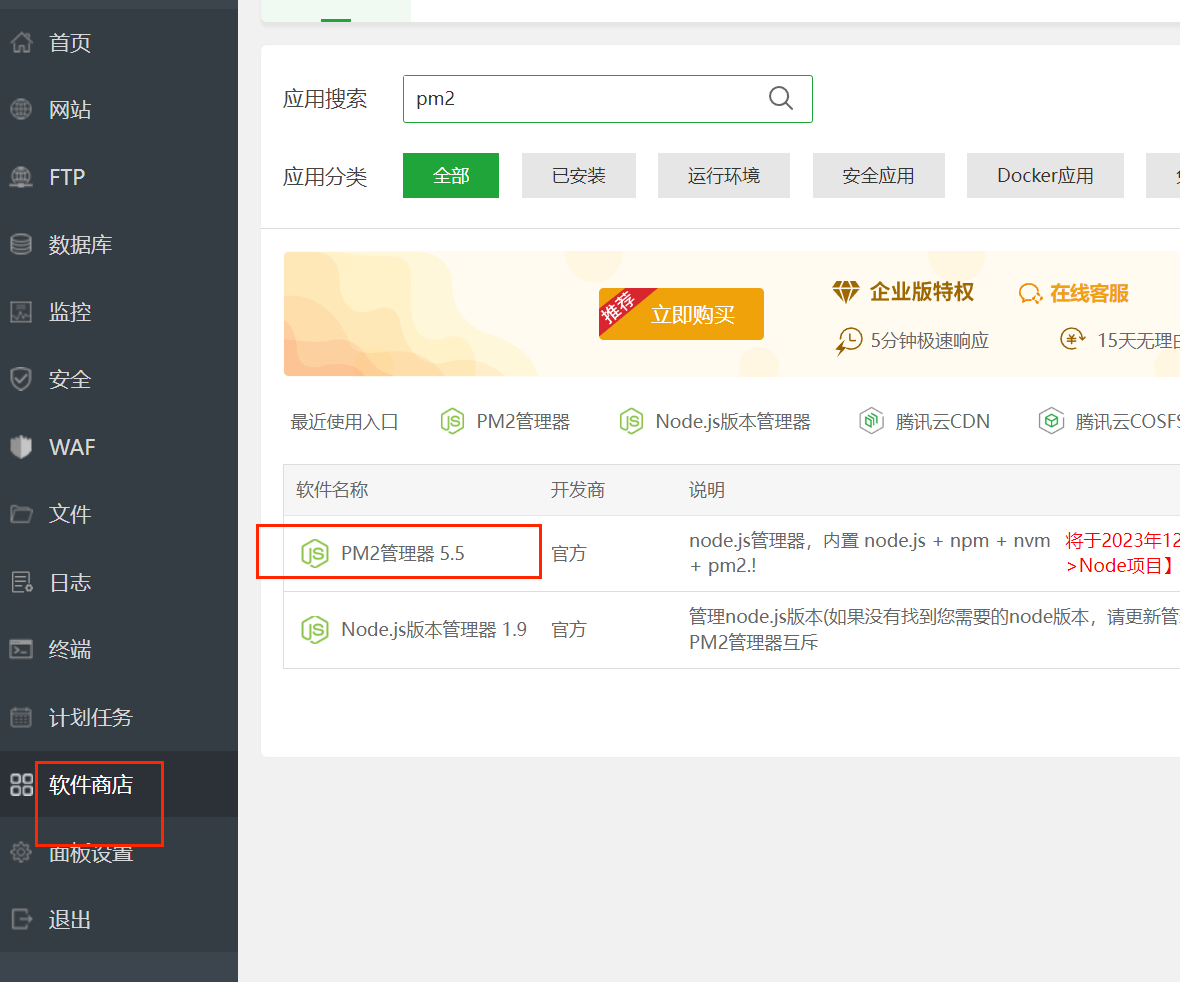 首页
网站
FTP
数据库
监控
安全
WAF
文件
日志
终端
计划任务
软件商店
面板设置
退出
应用搜索 pm2
应用分类 全部 已安装 运行环境 安全应用 Docker应用
推荐 立即购买
企业版特权 在线客服
5分钟极速响应 15天无理由
最近使用入口 PM2管理器 Node.js版本管理器 腾讯云CDN 腾讯云COSFS
软件名称 开发商 说明
PM2管理器 5.5 官方 node.js管理器，内置 node.js + npm + nvm + pm2.! 将于2023年12
>Node项目】
Node.js版本管理器 1.9 官方 管理node.js版本(如果没有找到您需要的node版本，请更新管
PM2管理器互斥